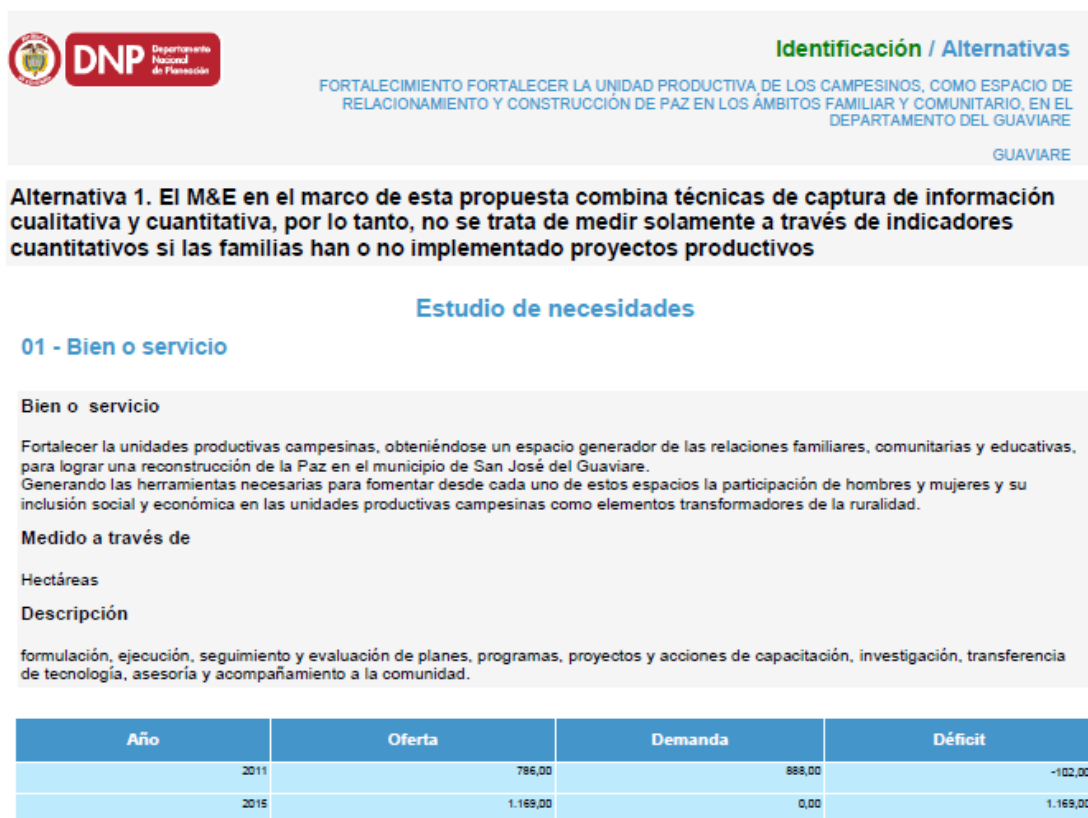 DNP Departamento
Nacional
de Planeación
Identificación / Alternativas
FORTALECIMIENTO FORTALECER LA UNIDAD PRODUCTIVA DE LOS CAMPESINOS, COMO ESPACIO DE
RELACIONAMIENTO Y CONSTRUCCIÓN DE PAZ EN LOS ÁMBITOS FAMILIAR Y COMUNITARIO, EN EL
DEPARTAMENTO DEL GUAVIARE
GUAVIARE
Alternativa 1. El M&E en el marco de esta propuesta combina técnicas de captura de información
cualitativa y cuantitativa, por lo tanto, no se trata de medir solamente a través de indicadores
cuantitativos si las familias han o no implementado proyectos productivos
Estudio de necesidades
01 - Bien o servicio
Bien o servicio
Fortalecer la unidades productivas campesinas, obteniéndose un espacio generador de las relaciones familiares, comunitarias y educativas,
para lograr una reconstrucción de la Paz en el municipio de San José del Guaviare.
Generando las herramientas necesarias para fomentar desde cada uno de estos espacios la participación de hombres y mujeres y su
inclusión social y económica en las unidades productivas campesinas como elementos transformadores de la ruralidad.
Medido a través de
Hectáreas
Descripción
formulación, ejecución, seguimiento y evaluación de planes, programas, proyectos y acciones de capacitación, investigación, transferencia
de tecnología, asesoría y acompañamiento a la comunidad.
Año Oferta Demanda Déficit
2011 786,00 888,00 -102,00
2015 1.169,00 0,00 1.169,00